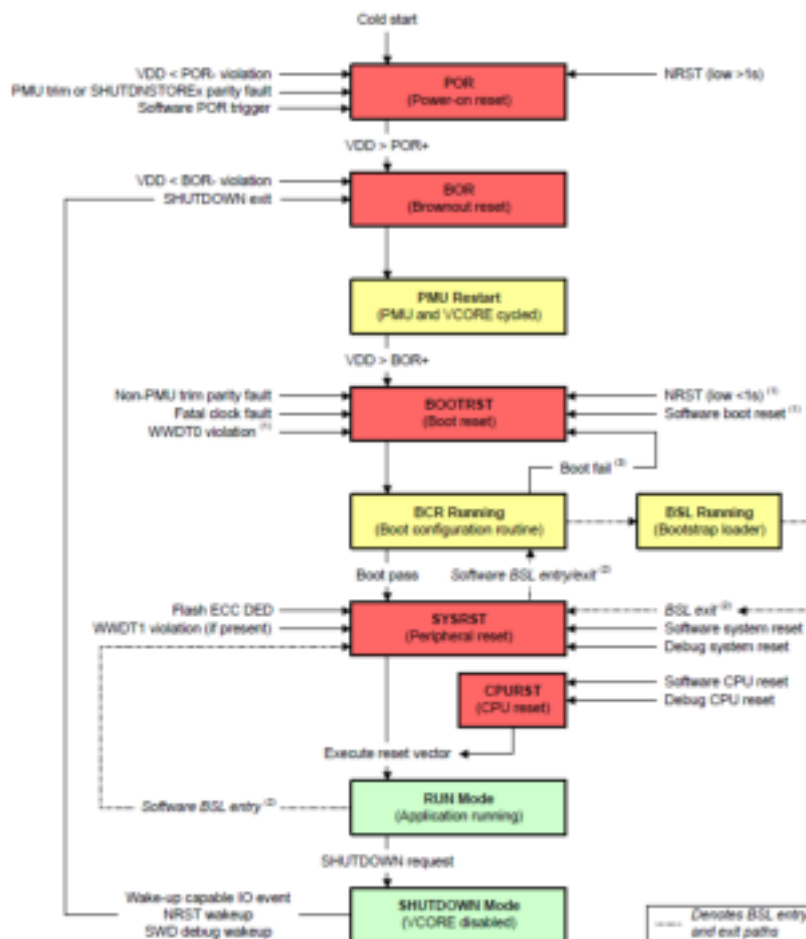 Cold start
VDD < POR- violation
PMU trim or SHUTDNSTOREx parity fault
Software POR trigger
POR
(Power-on reset)
NRST (low >1s)
VDD > POR+
VDD < BOR- violation
SHUTDOWN exit
BOR
(Brownout reset)
PMU Restart
(PMU and VCORE cycled)
VDD > BOR+
Non-PMU trim parity fault
Fatal clock fault
WWDT0 violation (1)
BOOTRST
(Boot reset)
NRST (low <1s) (1)
Software boot reset (1)
Boot fail (3)
BCR Running
(Boot configuration routine)
BSL Running
(Bootstrap loader)
Boot pass
Software BSL entry/exit (2)
Flash ECC DED
WWDT1 violation (if present)
SYSRST
(Peripheral reset)
BSL exit (2)
Software system reset
Debug system reset
CPURST
(CPU reset)
Software CPU reset
Debug CPU reset
Execute reset vector
Software BSL entry (2)
RUN Mode
(Application running)
SHUTDOWN request
Wake-up capable IO event
NRST wakeup
SWD debug wakeup
SHUTDOWN Mode
(VCORE disabled)
Denotes BSL entry
and exit paths